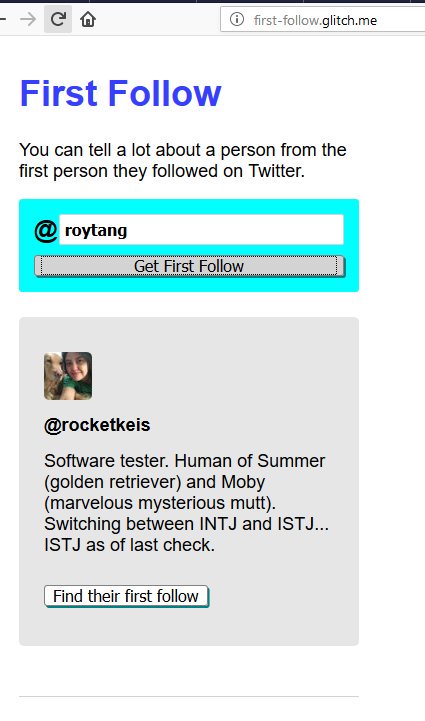 first-follow.glitch.me
First Follow
You can tell a lot about a person from the
first person they followed on Twitter.
@ roytang
Get First Follow
@rocketkeis
Software tester. Human of Summer
(golden retriever) and Moby
(marvelous mysterious mutt).
Switching between INTJ and ISTJ...
ISTJ as of last check.
Find their first follow